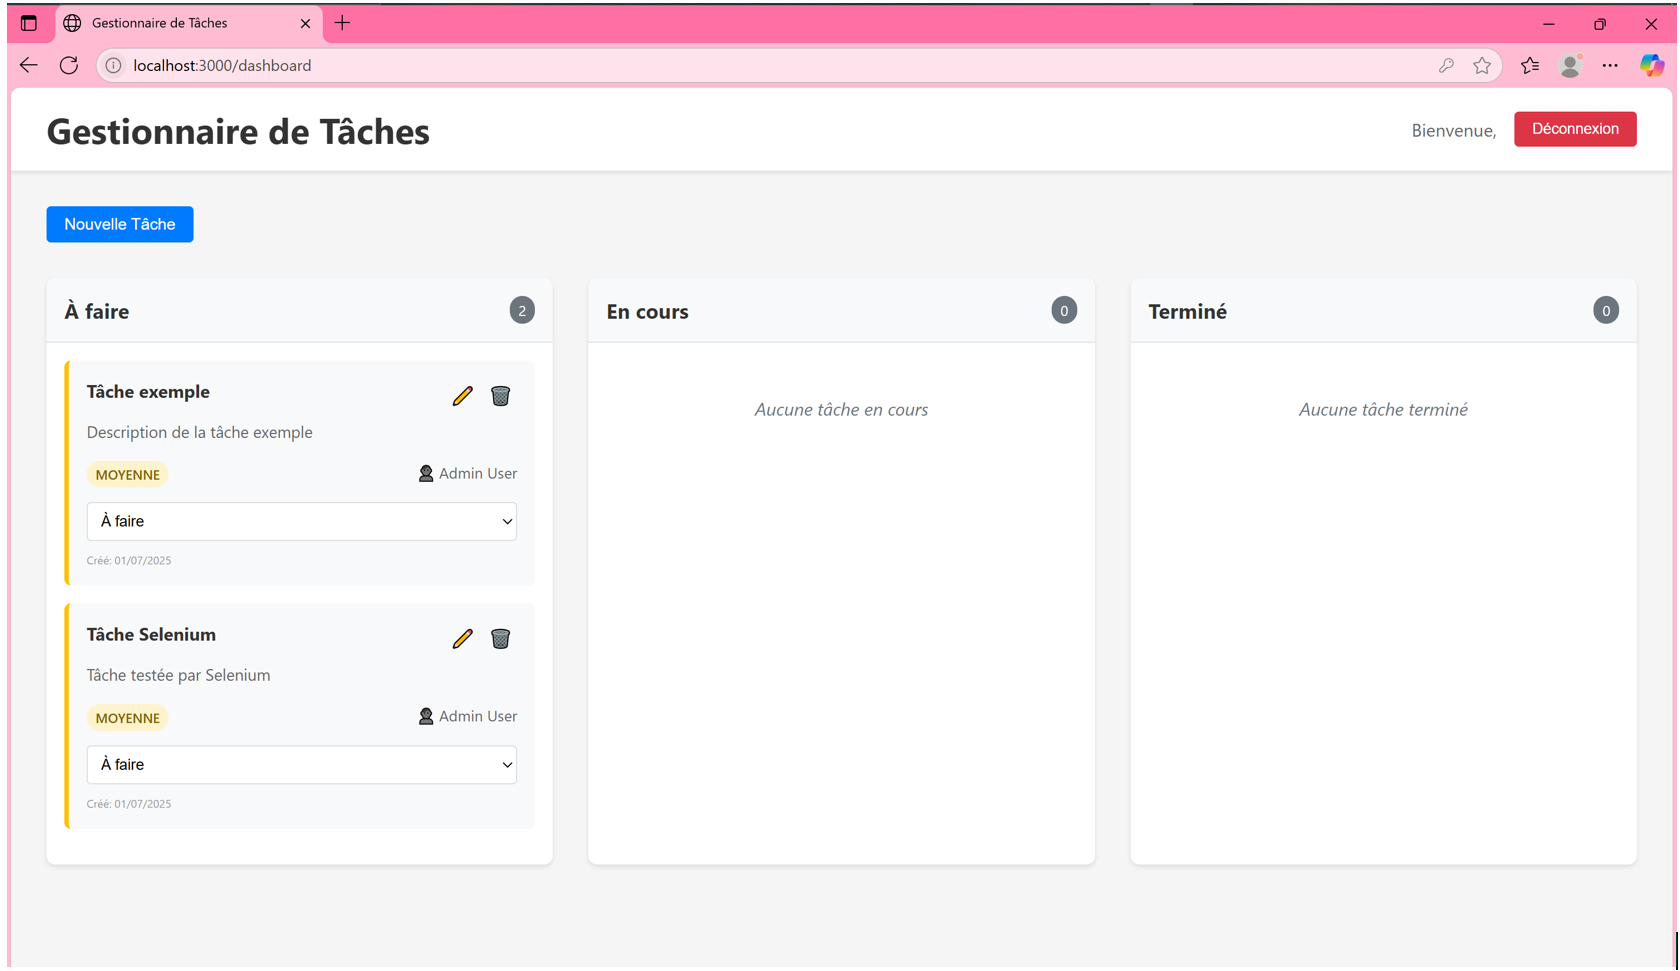 Gestionnaire de Tâches
localhost:3000/dashboard
Gestionnaire de Tâches
Bienvenue,
Déconnexion
Nouvelle Tâche
À faire
2
Tâche exemple
Description de la tâche exemple
MOYENNE
Admin User
À faire
Créé: 01/07/2025
Tâche Selenium
Tâche testée par Selenium
MOYENNE
Admin User
À faire
Créé: 01/07/2025
En cours
0
Aucune tâche en cours
Terminé
0
Aucune tâche terminé